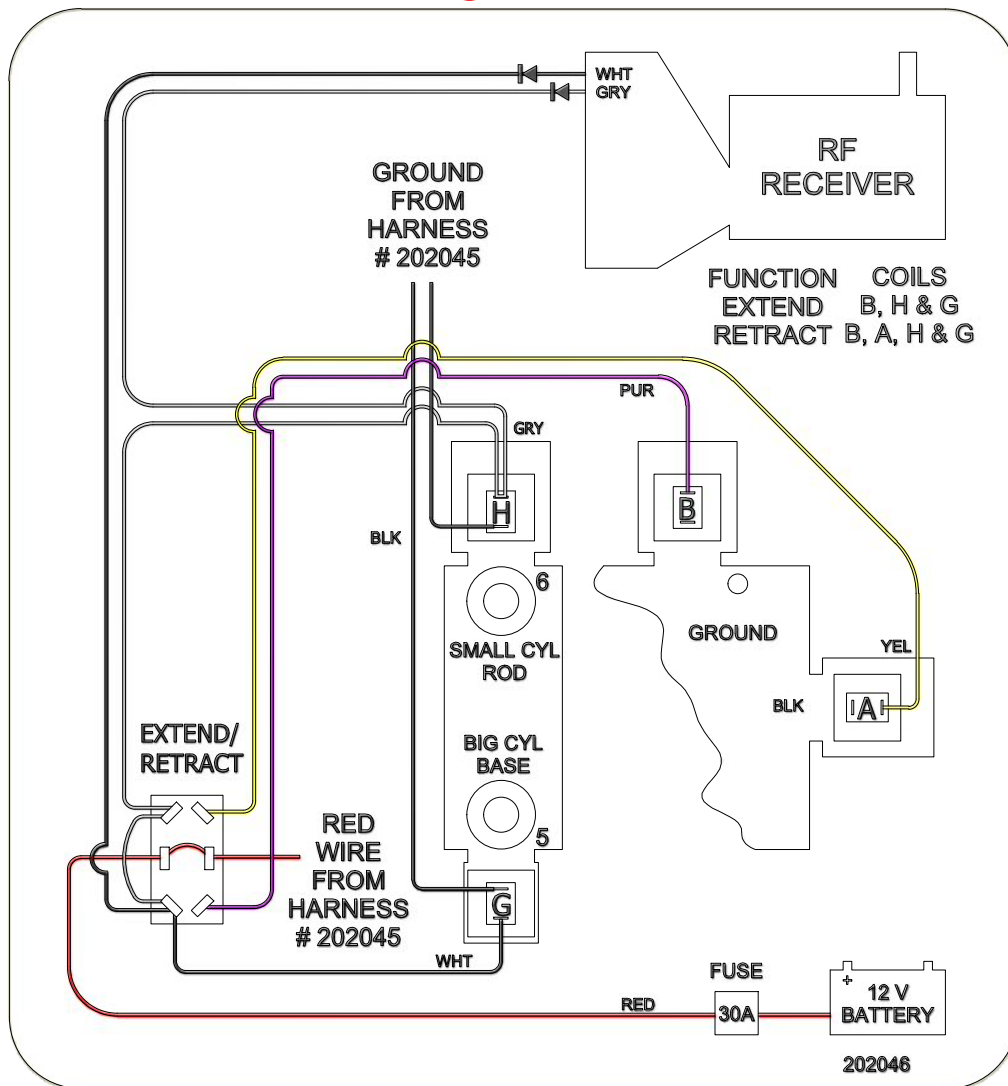 WHT
GRY
RF
RECEIVER
GROUND
FROM
HARNESS
# 202045
FUNCTION COILS
EXTEND B, H & G
RETRACT B, A, H & G
PUR
GRY
H
B
BLK
6
GROUND
SMALL CYL
ROD
YEL
BLK
A
EXTEND/
RETRACT
BIG CYL
BASE
5
RED
WIRE
FROM
HARNESS
# 202045
G
WHT
FUSE
RED
30A
+
12 V
BATTERY
202046